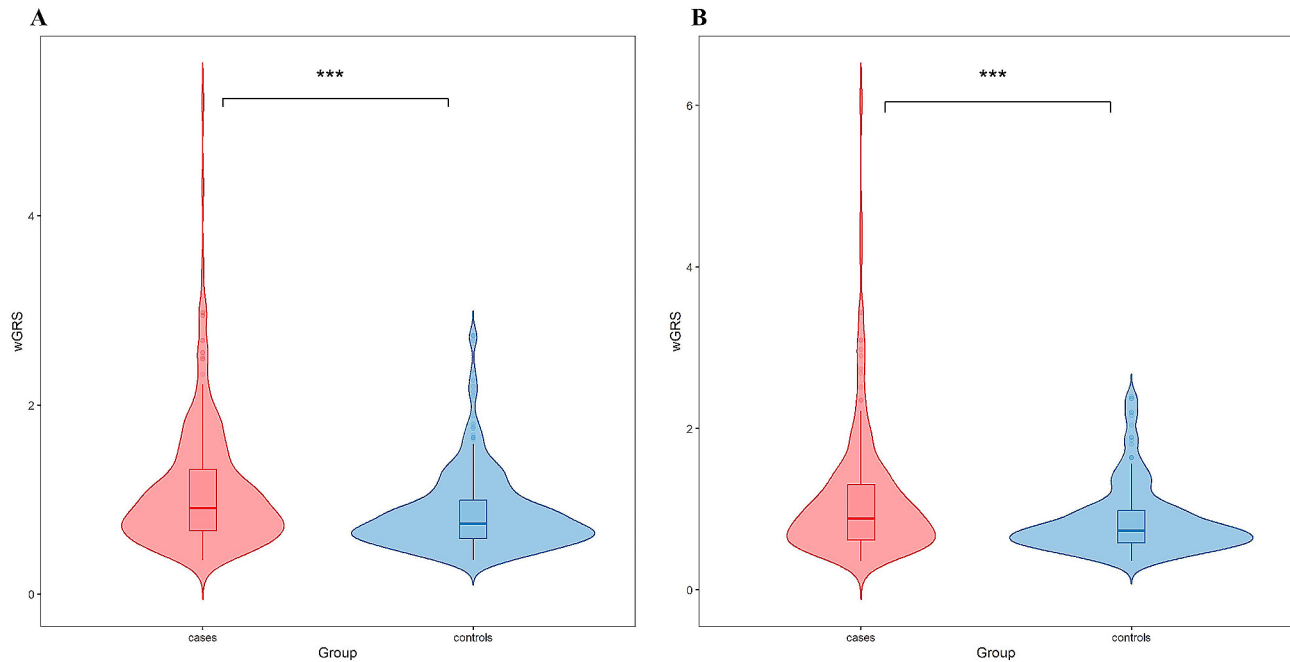 A
***
4
2
0
wGRS
cases
controls
Group
B
***
6
4
2
0
wGRS
cases
controls
Group